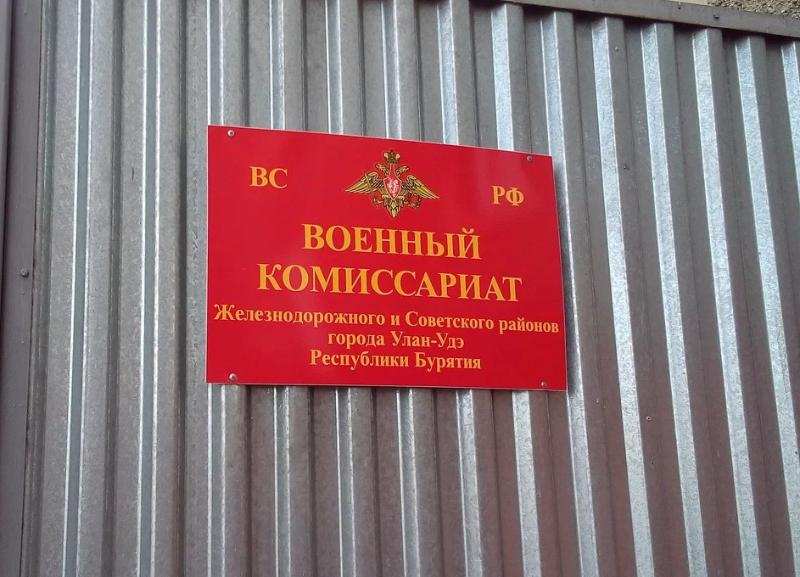 ВС РФ
ВОЕННЫЙ
КОМИССАРИАТ
Железнодорожного и Советского районов
города Улан-Удэ
Республики Бурятия